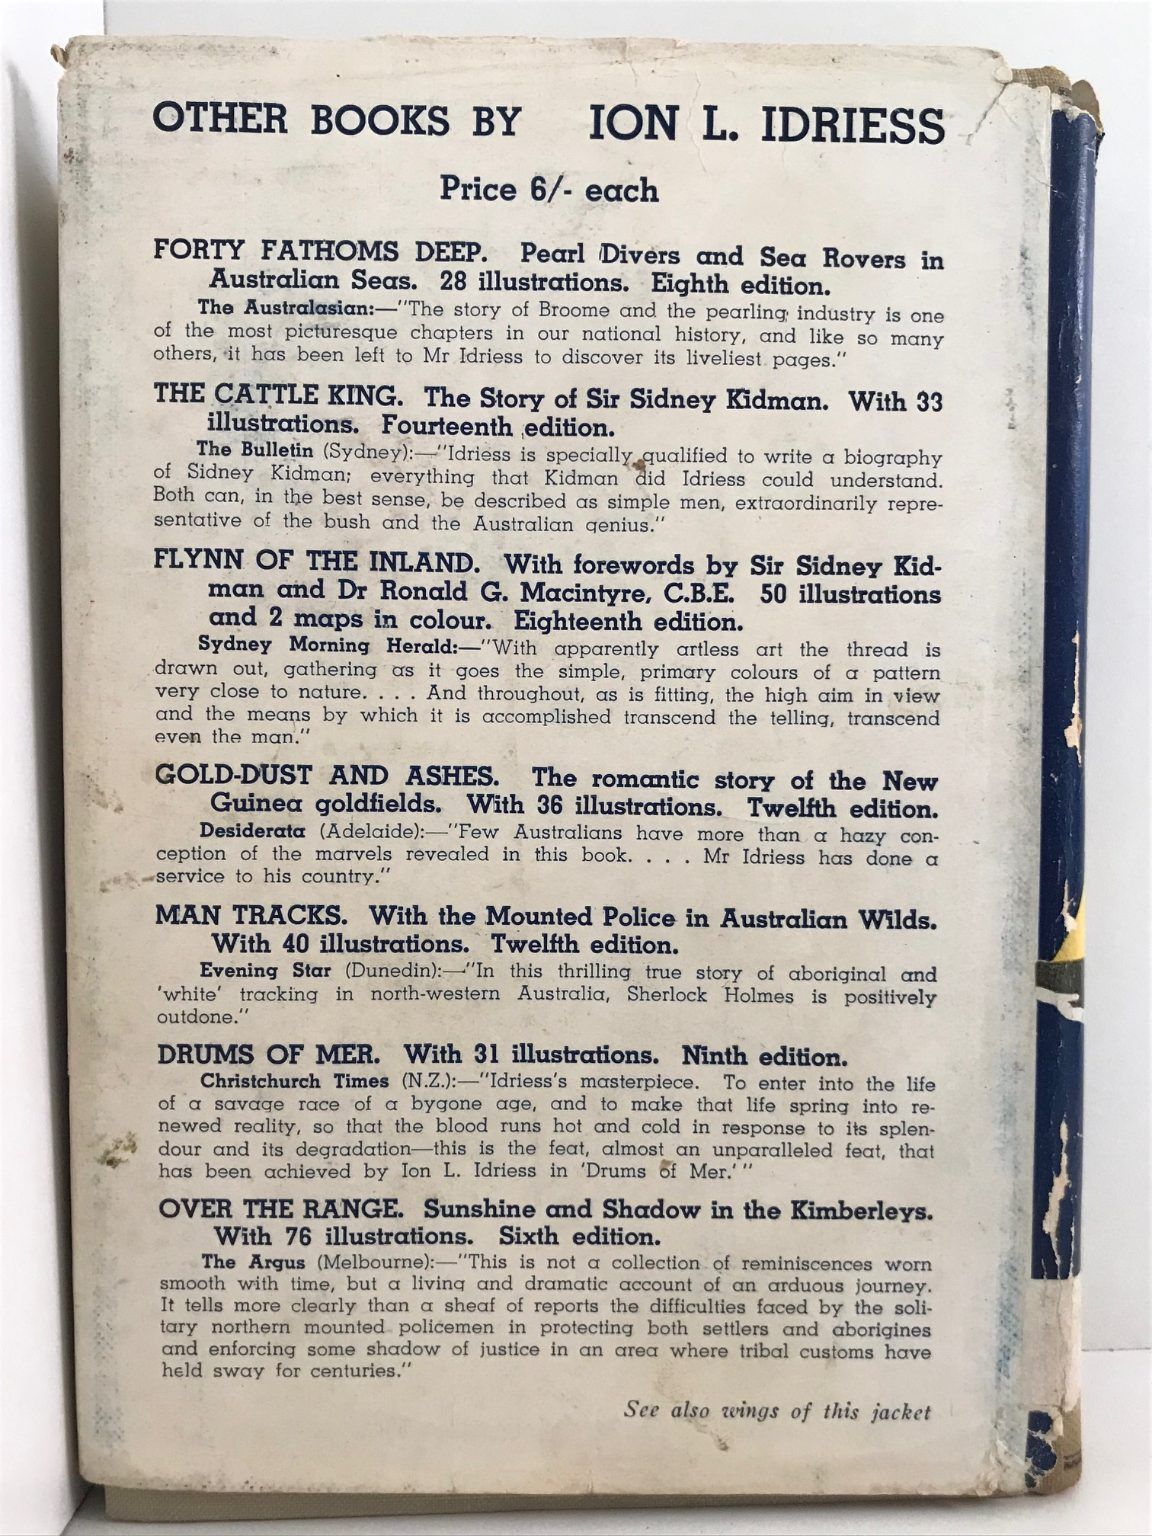 OTHER BOOKS BY ION L. IDRIESS
Price 6/- each
FORTY FATHOMS DEEP. Pearl Divers and Sea Rovers in
Australian Seas. 28 illustrations. Eighth edition.
The Australasian:—"The story of Broome and the pearling industry is one
of the most picturesque chapters in our national history, and like so many
others, it has been left to Mr Idriess to discover its liveliest pages."
THE CATTLE KING. The Story of Sir Sidney Kidman. With 33
illustrations. Fourteenth edition.
The Bulletin (Sydney):—"Idriess is specially qualified to write a biography
of Sidney Kidman; everything that Kidman did Idriess could understand.
Both can, in the best sense, be described as simple men, extraordinarily repre-
sentative of the bush and the Australian genius."
FLYNN OF THE INLAND. With forewords by Sir Sidney Kid-
man and Dr Ronald G. Macintyre, C.B.E. 50 illustrations
and 2 maps in colour. Eighteenth edition.
Sydney Morning Herald:—"With apparently artless art the thread is
drawn out, gathering as it goes the simple, primary colours of a pattern
very close to nature. . . . And throughout, as is fitting, the high aim in view
and the means by which it is accomplished transcend the telling, transcend
even the man."
GOLD-DUST AND ASHES. The romantic story of the New
Guinea goldfields. With 36 illustrations. Twelfth edition.
Desiderata (Adelaide):—"Few Australians have more than a hazy con-
ception of the marvels revealed in this book. . . . Mr Idriess has done a
service to his country."
MAN TRACKS. With the Mounted Police in Australian Wilds.
With 40 illustrations. Twelfth edition.
Evening Star (Dunedin):—"In this thrilling true story of aboriginal and
'white' tracking in north-western Australia, Sherlock Holmes is positively
outdone."
DRUMS OF MER. With 31 illustrations. Ninth edition.
Christchurch Times (N.Z.):—"Idriess's masterpiece. To enter into the life
of a savage race of a bygone age, and to make that life spring into re-
newed reality, so that the blood runs hot and cold in response to its splen-
dour and its degradation—this is the feat, almost an unparalleled feat, that
has been achieved by Ion L. Idriess in 'Drums of Mer.'"
OVER THE RANGE. Sunshine and Shadow in the Kimberleys.
With 76 illustrations. Sixth edition.
The Argus (Melbourne):—"This is not a collection of reminiscences worn
smooth with time, but a living and dramatic account of an arduous journey.
It tells more clearly than a sheaf of reports the difficulties faced by the soli-
tary northern mounted policemen in protecting both settlers and aborigines
and enforcing some shadow of justice in an area where tribal customs have
held sway for centuries."
See also wings of this jacket